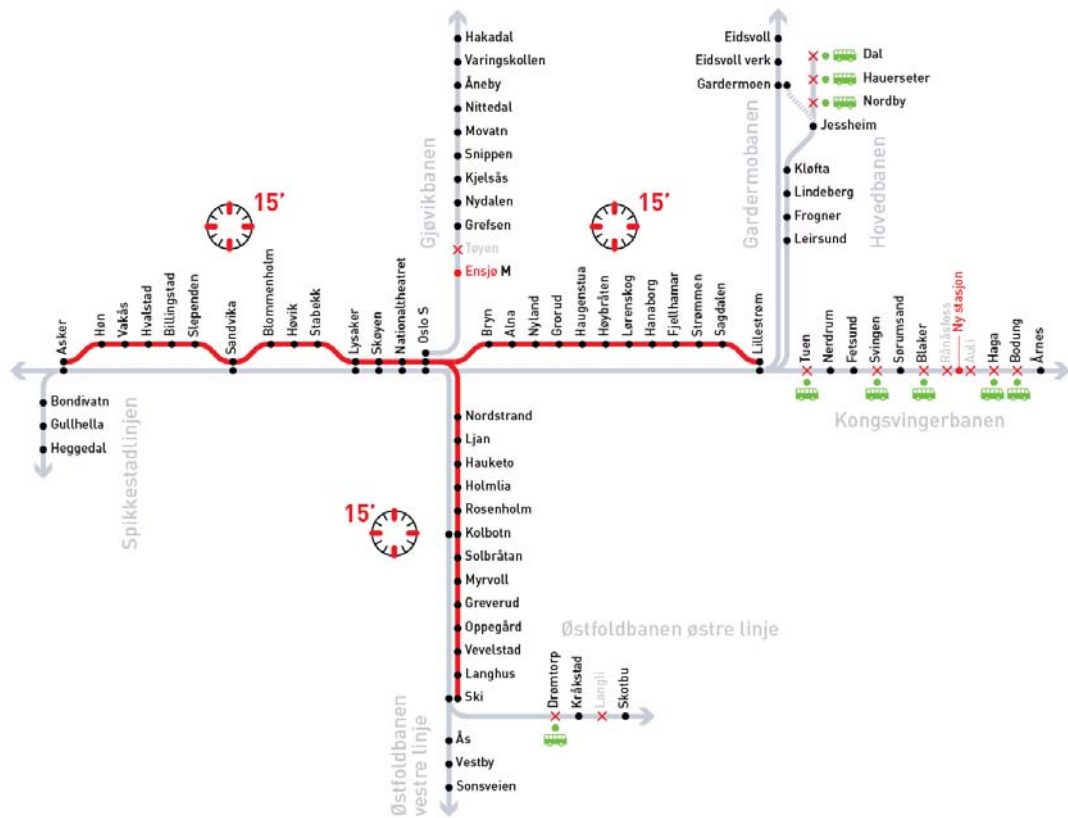 Hakadal
Varingskollen
Åneby
Nittedal
Movatn
Snippen
Kjelsås
Nydalen
Grefsen
Tøyen
Ensjø M
Gjøvikbanen
Eidsvoll
Eidsvoll verk
Gardermoen
Dal
Hauerseter
Nordby
Jessheim
Kløfta
Lindeberg
Frogner
Leirsund
Gardermobanen
Hovedbanen
15’
15’
Asker
Høn
Vakås
Hvalstad
Billingstad
Slependen
Sandvika
Blommenholm
Høvik
Stabekk
Lysaker
Skøyen
Nationaltheatret
Oslo S
Bryn
Alna
Nyland
Grorud
Haugenstua
Høybråten
Lørenskog
Hanaborg
Fjellhamar
Strømmen
Sagdalen
Lillestrøm
Tuen
Nerdrum
Fetsund
Svingen
Sørumsand
Blaker
Rånåsfoss
Ny stasjon
Auli
Haga
Bodung
Årnes
Kongsvingerbanen
Bondivatn
Gullhella
Heggedal
Spikkestadlinjen
15’
Nordstrand
Ljan
Hauketo
Holmlia
Rosenholm
Kolbotn
Solbråtan
Myrvoll
Greverud
Oppegård
Vevelstad
Langhus
Ski
Østfoldbanen østre linje
Drømtorp
Kråkstad
Langli
Skotbu
Ås
Vestby
Sonsveien
Østfoldbanen
vestre linje